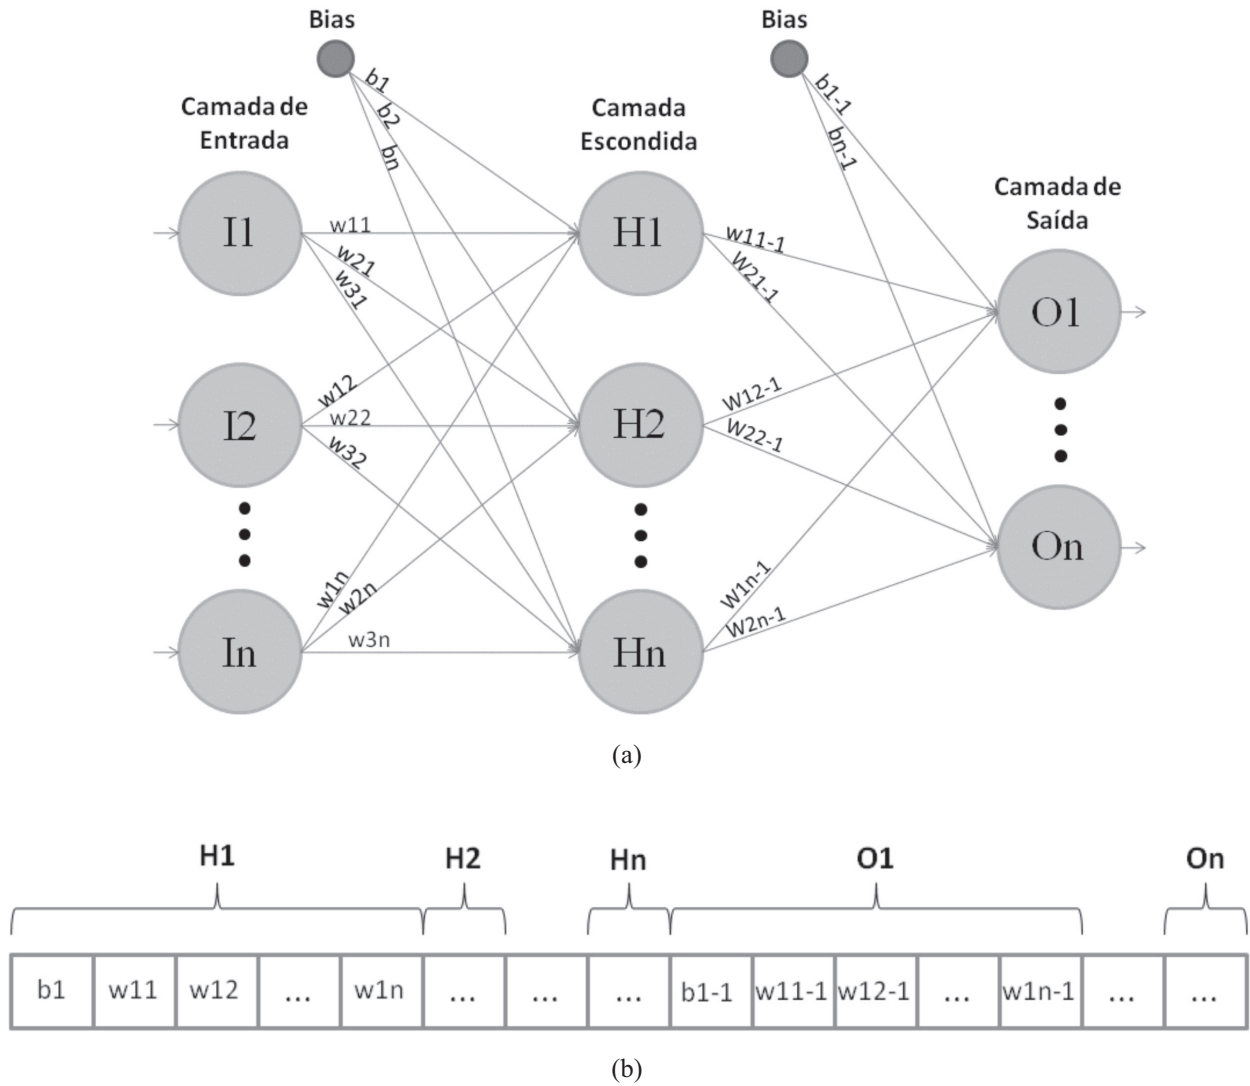 Bias
Bias
b1
b2
bn
b1-1
bn-1
Camada de
Entrada
Camada
Escondida
Camada de
Saída
I1
w11
w21
w31
H1
w11-1
W21-1
O1
I2
w12
w22
w32
H2
W12-1
W22-1
On
In
w1n
w2n
w3n
Hn
W1n-1
W2n-1
(a)
H1 H2 Hn O1 On
b1 w11 w12 ... w1n ... ... ... b1-1 w11-1 w12-1 ... w1n-1 ... ...
(b)